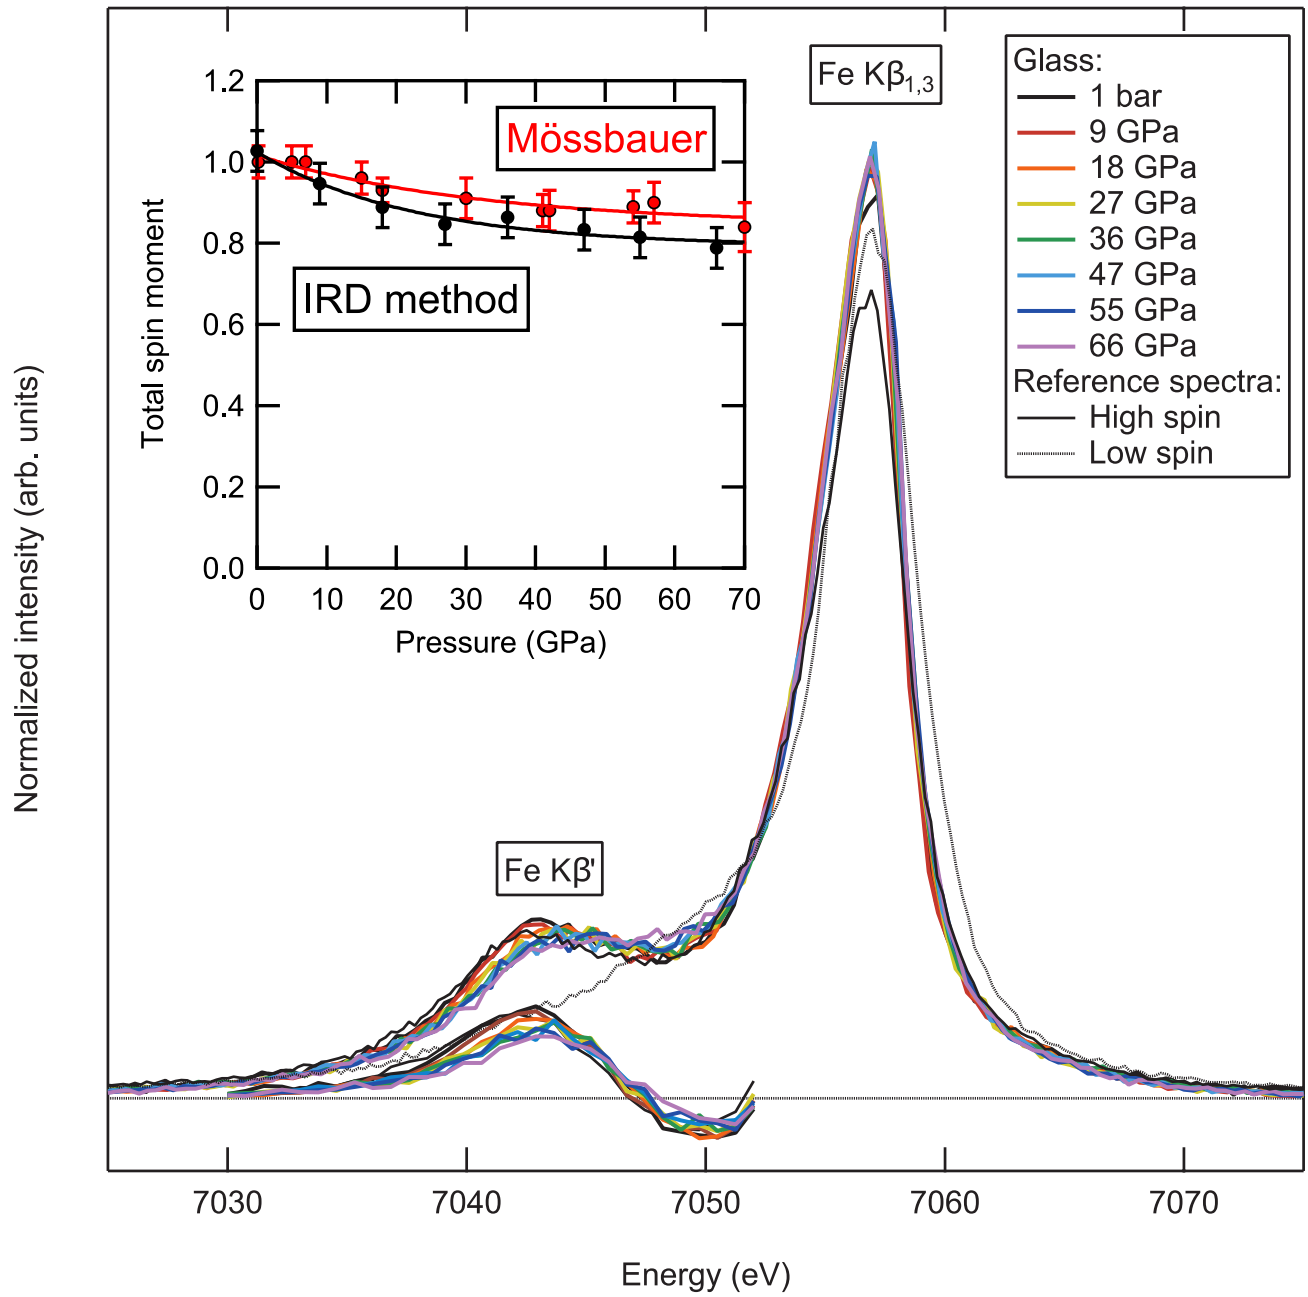 Fe Kβ1,3
Glass:
1 bar
9 GPa
18 GPa
27 GPa
36 GPa
47 GPa
55 GPa
66 GPa
Reference spectra:
High spin
Low spin
1.2
1.0
0.8
0.6
0.4
0.2
0.0
Total spin moment
Mössbauer
IRD method
0 10 20 30 40 50 60 70
Pressure (GPa)
Normalized intensity (arb. units)
Fe Kβ'
7030 7040 7050 7060 7070
Energy (eV)